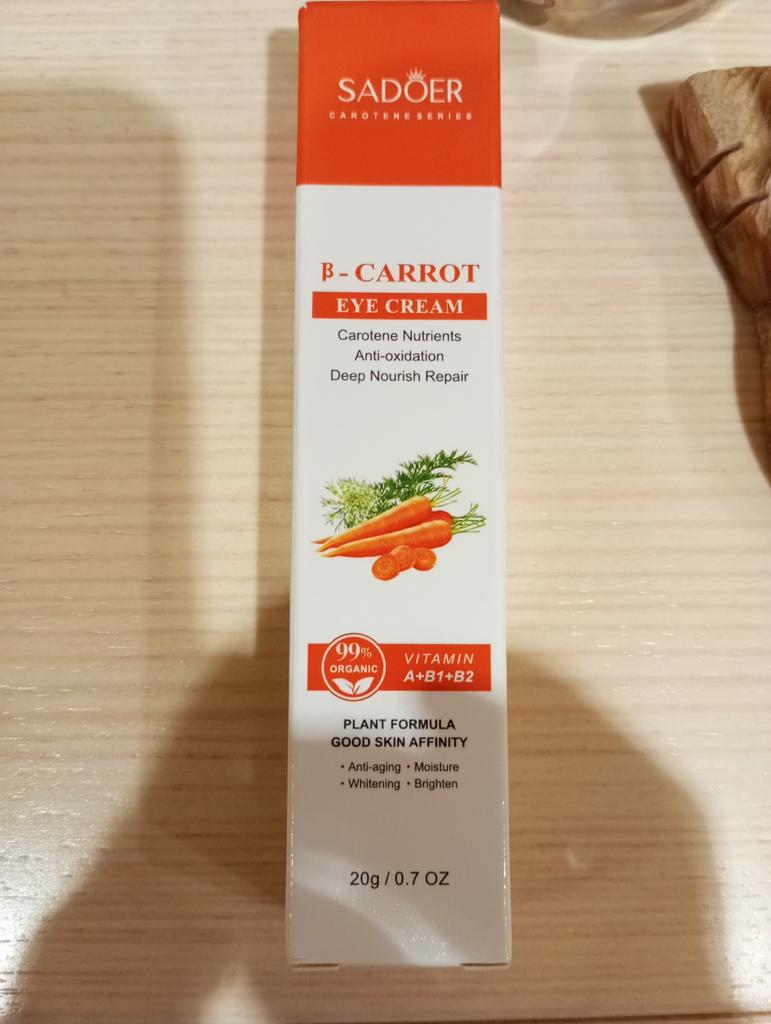 SADOER
CAROTENE SERIES
β - CARROT
EYE CREAM
Carotene Nutrients
Anti-oxidation
Deep Nourish Repair
99%
ORGANIC
VITAMIN
A+B1+B2
PLANT FORMULA
GOOD SKIN AFFINITY
• Anti-aging • Moisture
• Whitening • Brighten
20g / 0.7 OZ